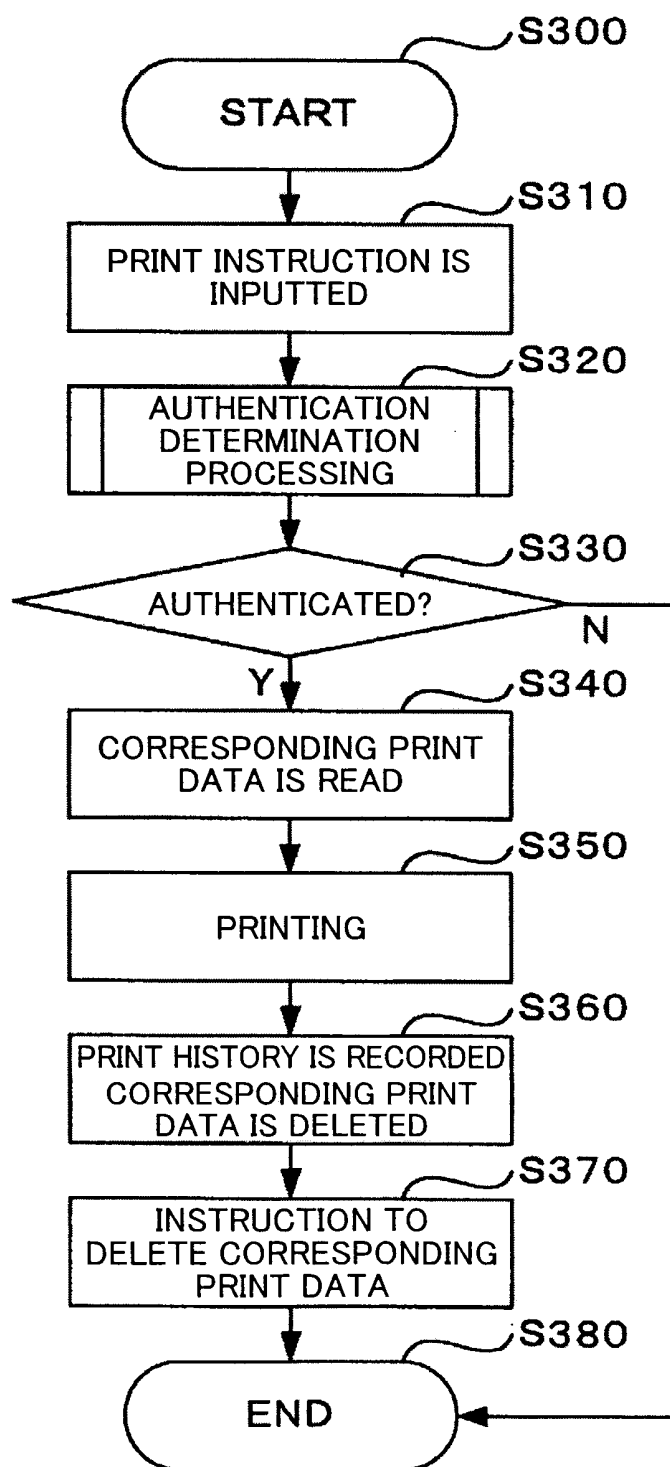 S300
START
S310
PRINT INSTRUCTION IS
INPUTTED
S320
AUTHENTICATION
DETERMINATION
PROCESSING
S330
AUTHENTICATED?
N
Y
S340
CORRESPONDING PRINT
DATA IS READ
S350
PRINTING
S360
PRINT HISTORY IS RECORDED
CORRESPONDING PRINT
DATA IS DELETED
S370
INSTRUCTION TO
DELETE CORRESPONDING
PRINT DATA
S380
END